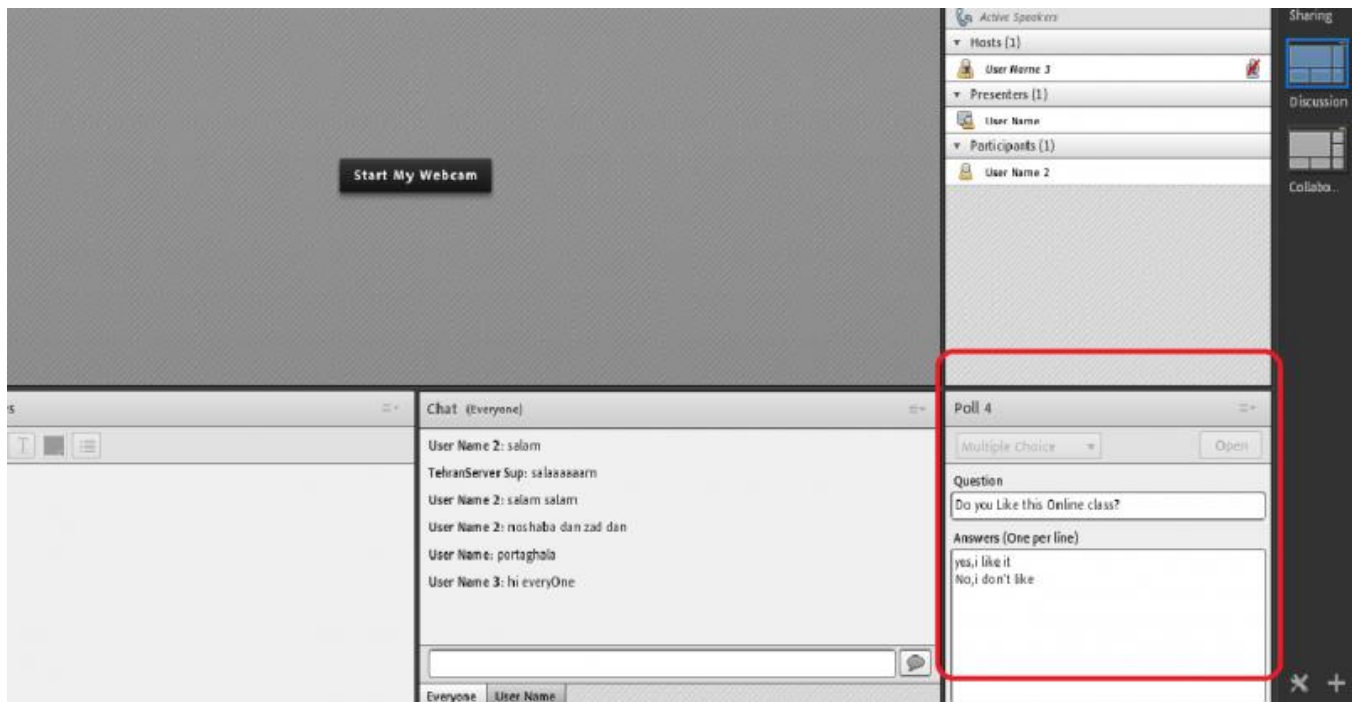 Active Speakers
Hosts (1)
User Name 3
Presenters (1)
User Name
Participants (1)
User Name 2
Sharing
Discussion
Collabo...
Start My Webcam
s
T
Chat (Everyone)
User Name 2: salam
TehranServer Sup: salaaaaaam
User Name 2: salam salam
User Name 2: noshaba dan zad dan
User Name: portaghala
User Name 3: hi everyOne
Everyone
User Name
Poll 4
Multiple Choice
Open
Question
Do you Like this Online class?
Answers (One per line)
yes,i like it
No,i don't like